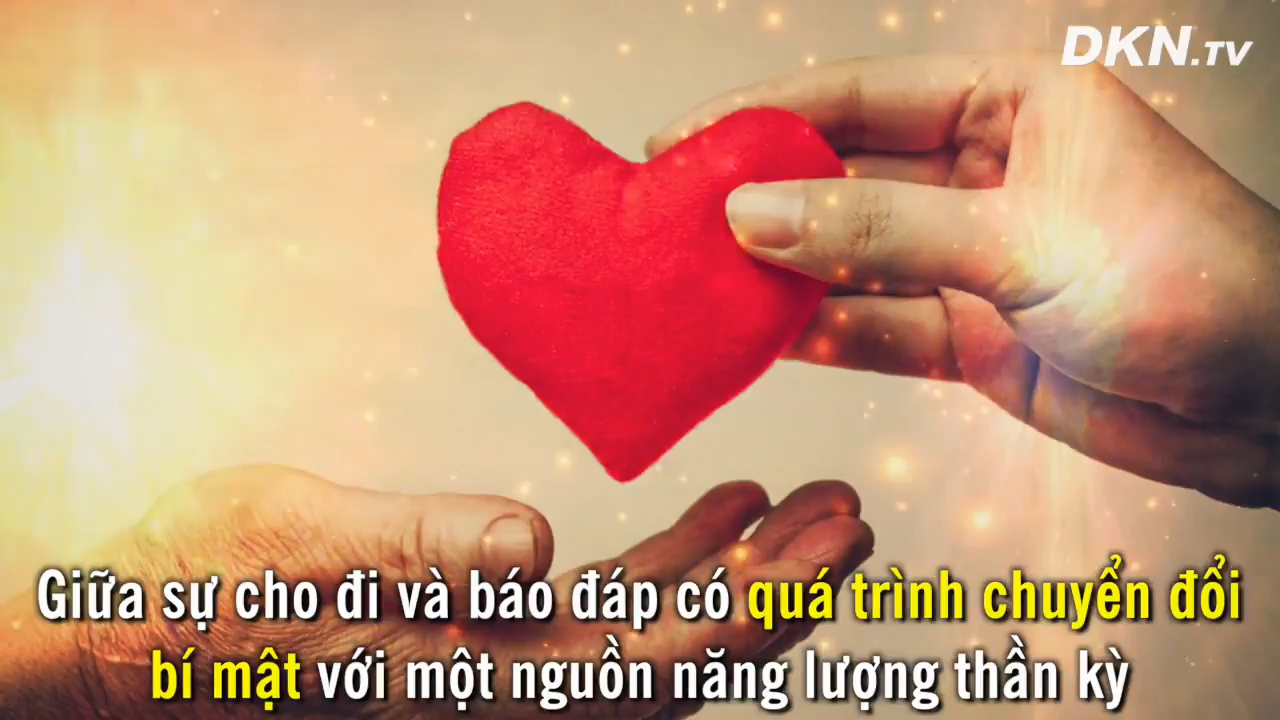 DKN.TV
Giữa sự cho đi và báo đáp có quá trình chuyển đổi
bí mật với một nguồn năng lượng thần kỳ